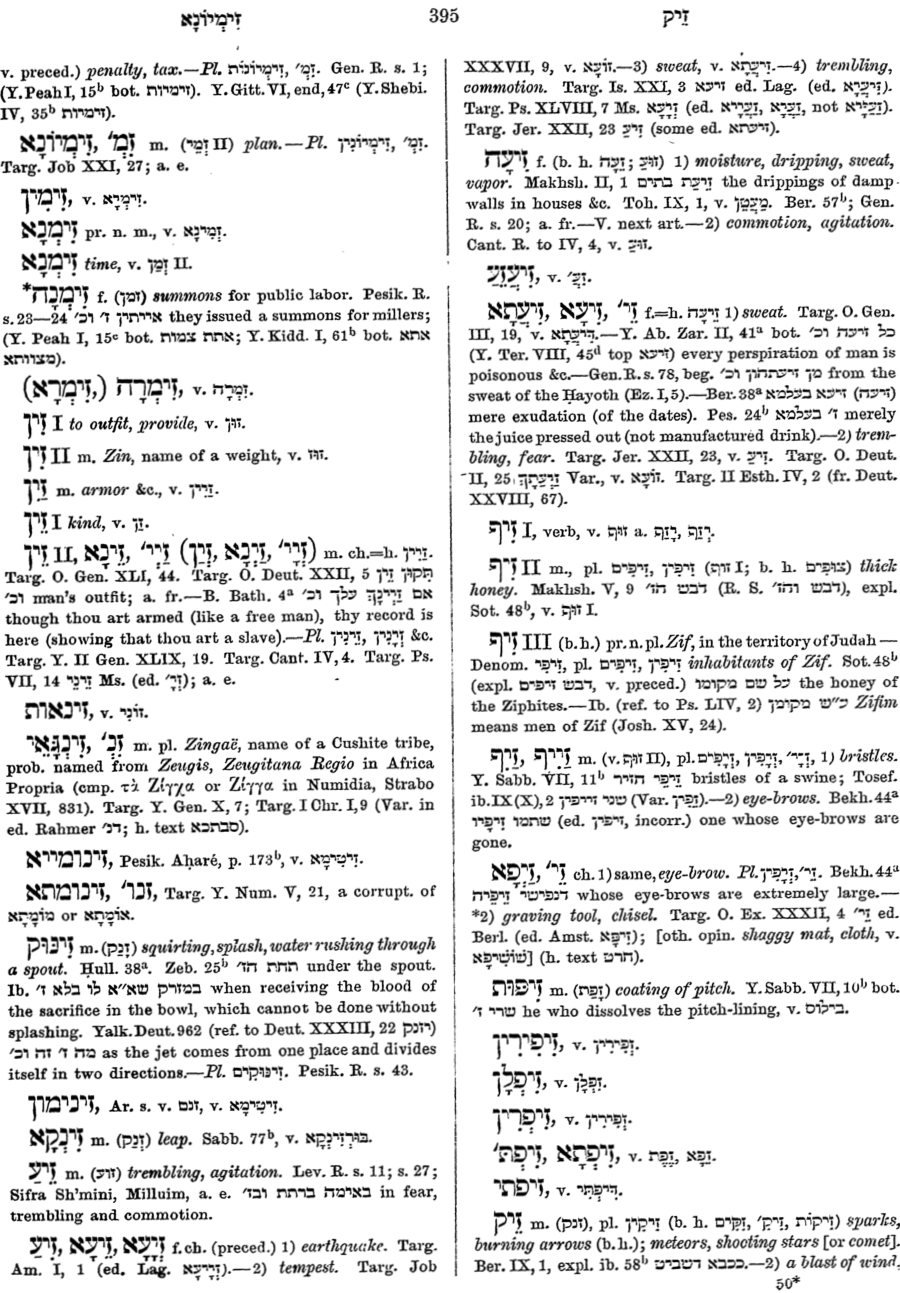 זִימְיוֹנָא
395
זֵיק
v. preced.) penalty, tax.—Pl. זִימְיוֹנוֹת, זִמְ׳. Gen. R. s. 1;
(Y.Peah I, 15b bot. זימיות). Y. Gitt. VI, end, 47c (Y.Shebi.
IV, 35b זימיות).
זִימְיוֹנָא, זִמְ׳ m. (זְמֵי II) plan.—Pl. זִימְיוֹנִין, זִמְ׳.
Targ. Job XXI, 27; a. e.
זִימִין, v. זִימְרָא.
זִימְנָא pr. n. m., v. זְמִינָא.
זִימְנָא time, v. זְמַן II.
*זִימְנָה f. (זמן) summons for public labor. Pesik. R.
s. 23—24 אייתיין ז׳ וכ׳ they issued a summons for millers;
(Y. Peah I, 15c bot. אתת צמות; Y. Kidd. I, 61b bot. אתא
מצוותא).
זִימְרָה, (זִימְרָא), v. זִמְרָה.
זִין I to outfit, provide, v. זוּן.
זִין II m. Zin, name of a weight, v. זוּז.
זֵין m. armor &c., v. זַיִין.
זֵין I kind, v. זַן.
זֵין II, זֵינָא, זַיְי׳ (זְיָן, זְיָנָא, זְיָי׳) m. ch.=h. זַיִין.
Targ. O. Gen. XLI, 44. Targ. O. Deut. XXII, 5 תִּקּוּן זֵין
וכ׳ man's outfit; a. fr.—B. Bath. 4a אם זַיְינָךְ עלך וכ׳
though thou art armed (like a free man), thy record is
here (showing that thou art a slave).—Pl. זֵינִין, זְיָנִין &c.
Targ. Y. II Gen. XLIX, 19. Targ. Cant. IV, 4. Targ. Ps.
VII, 14 זֵינֵי Ms. (ed. זְיָ׳); a. e.
זינאות, v. זוֹנִי.
זִינְגָּאֵי, זִנְ׳ m. pl. Zingaë, name of a Cushite tribe,
prob. named from Zeugis, Zeugitana Regio in Africa
Propria (cmp. τὰ Ζίγχα or Ζίγγα in Numidia, Strabo
XVII, 831). Targ. Y. Gen. X, 7; Targ. I Chr. I, 9 (Var. in
ed. Rahmer דנ׳; h. text סבתכא).
זינומייא, Pesik. Aḥaré, p. 173b, v. זִיטִימָא.
זינומתא, זנו׳, Targ. Y. Num. V, 21, a corrupt. of
מוֹמָתָא or אוֹמָתָא.
זִינּוּק m. (זָנַק) squirting, splash, water rushing through
a spout. Ḥull. 38a. Zeb. 25b תחת הז׳ under the spout.
Ib. במזרק שא״א לו בלא ז׳ when receiving the blood of
the sacrifice in the bowl, which cannot be done without
splashing. Yalk. Deut. 962 (ref. to Deut. XXXIII, 22 יזנק)
מה ז׳ זה וכ׳ as the jet comes from one place and divides
itself in two directions.—Pl. זִינּוּקִים. Pesik. R. s. 43.
זינימון, Ar. s. v. זנם, v. זִיטִימָא.
זִינְקָא m. (זְנַק) leap. Sabb. 77b, v. בּוּרְזִינְקָא.
זֵיעַ m. (זוע) trembling, agitation. Lev. R. s. 11; s. 27;
Sifra Sh'mini, Milluim, a. e. באימה ברתת ובז׳ in fear,
trembling and commotion.
זִיעַ, זֵיעָא, זְיָעָא f. ch. (preced.) 1) earthquake. Targ.
Am. I, 1 (ed. Lag. זְיִיעָא).—2) tempest. Targ. Job
XXXVII, 9, v. זוֹעָא.—3) sweat, v. זִיעֲתָא.—4) trembling,
commotion. Targ. Is. XXI, 3 זיעא ed. Lag. (ed. זִיעֲרָא).
Targ. Ps. XLVIII, 7 Ms. זְיָעָא (ed. זַעְיָיא, זַעֲרָא, not זַעֲיָרא).
Targ. Jer. XXII, 23 זִיעַ (some ed. זיעתא).
זֵיעָה f. (b. h. זֵעָה; זוּעַ) 1) moisture, dripping, sweat,
vapor. Makhsh. II, 1 זֵיעַת בתים the drippings of damp
walls in houses &c. Toh. IX, 1, v. מַעֲטָן. Ber. 57b; Gen.
R. s. 20; a. fr.—V. next art.—2) commotion, agitation.
Cant. R. to IV, 4, v. זוּעַ.
זִיעֲזֵעַ, v. זַעֲ׳.
זֵיעֲתָא, זֵיעָא, זֵי׳ f.=h. זֵיעָה 1) sweat. Targ. O. Gen.
III, 19, v. דֵּיעֲתָא.—Y. Ab. Zar. II, 41a bot. כל זיעה וכ׳
(Y. Ter. VIII, 45d top זיעא) every perspiration of man is
poisonous &c.—Gen. R. s. 78, beg. מן זיעתהון וכ׳ from the
sweat of the Ḥayoth (Ez. I, 5).—Ber. 38a זיעא בעלמא (זיעה)
mere exudation (of the dates). Pes. 24b ז׳ בעלמא merely
the juice pressed out (not manufactured drink).—2) trem-
bling, fear. Targ. Jer. XXII, 23, v. זִיעַ. Targ. O. Deut.
II, 25 זֵיעֲתָךְ Var., v. זוֹעָא. Targ. II Esth. IV, 2 (fr. Deut.
XXVIII, 67).
זִיף I, verb, v. זוּף a. זְיֵף, זָיֵף.
זִיף II m., pl. זִיפִין, זִיפִים (זוף I; b. h. צוּפִים) thick
honey. Makhsh. V, 9 דבש הז׳ (R. S. דבש והז׳), expl.
Sot. 48b, v. זוּף I.
זִיף III (b. h.) pr. n. pl. Zif, in the territory of Judah—
Denom. זִיפִי, pl. זִיפִין, זִיפִים inhabitants of Zif. Sot. 48b
(expl. דבש זיפים, v. preced.) על שם מקומו the honey of
the Ziphites.—Ib. (ref. to Ps. LIV, 2) כ״ש מקומן Zifim
means men of Zif (Josh. XV, 24).
זֵייף, זֵיף m. (v. זוּף II), pl. זֵיפִים, זֵיפִין, זְיָ׳, 1) bristles.
Y. Sabb. VII, 11b זֵיפֵי חזיר bristles of a swine; Tosef.
ib. IX (X), 2 שני זייפין (Var. זִפִין).—2) eye-brows. Bekh. 44a
שתמו זֵיפָיו (ed. זיפין, incorr.) one whose eye-brows are
gone.
זֵיפָא, זֵי׳ ch. 1) same, eye-brow. Pl. זֵיפִין, זַיְ׳. Bekh. 44a
דנפישי זֵיפֵיה whose eye-brows are extremely large.—
*2) graving tool, chisel. Targ. O. Ex. XXXII, 4 זֵי׳ ed.
Berl. (ed. Amst. זִיפָא); [oth. opin. shaggy mat, cloth, v.
שׁוֹשִׁיפָא] (h. text חרט).
זִיפּוּת m. (זָפַת) coating of pitch. Y. Sabb. VII, 10b bot.
שרי ז׳ he who dissolves the pitch-lining, v. בִּילוֹס.
זִיפִירִין, v. זְפִירִין.
זִיפְלָן, v. זִפְלָן.
זִיפְרִין, v. זְפִירִין.
זִיפְתָא, זִיפְתּ׳, v. זֶפֶת, זַפָּא.
זיפתי, v. דִּיפְתִּי.
זֵיק m. (זנק), pl. זֵיקִין (b. h. זִקִּים, זֵיק׳, זִיקוֹת) sparks,
burning arrows (b. h.); meteors, shooting stars [or comet].
Ber. IX, 1, expl. ib. 58b ככבא דשביט.—2) a blast of wind,
50*